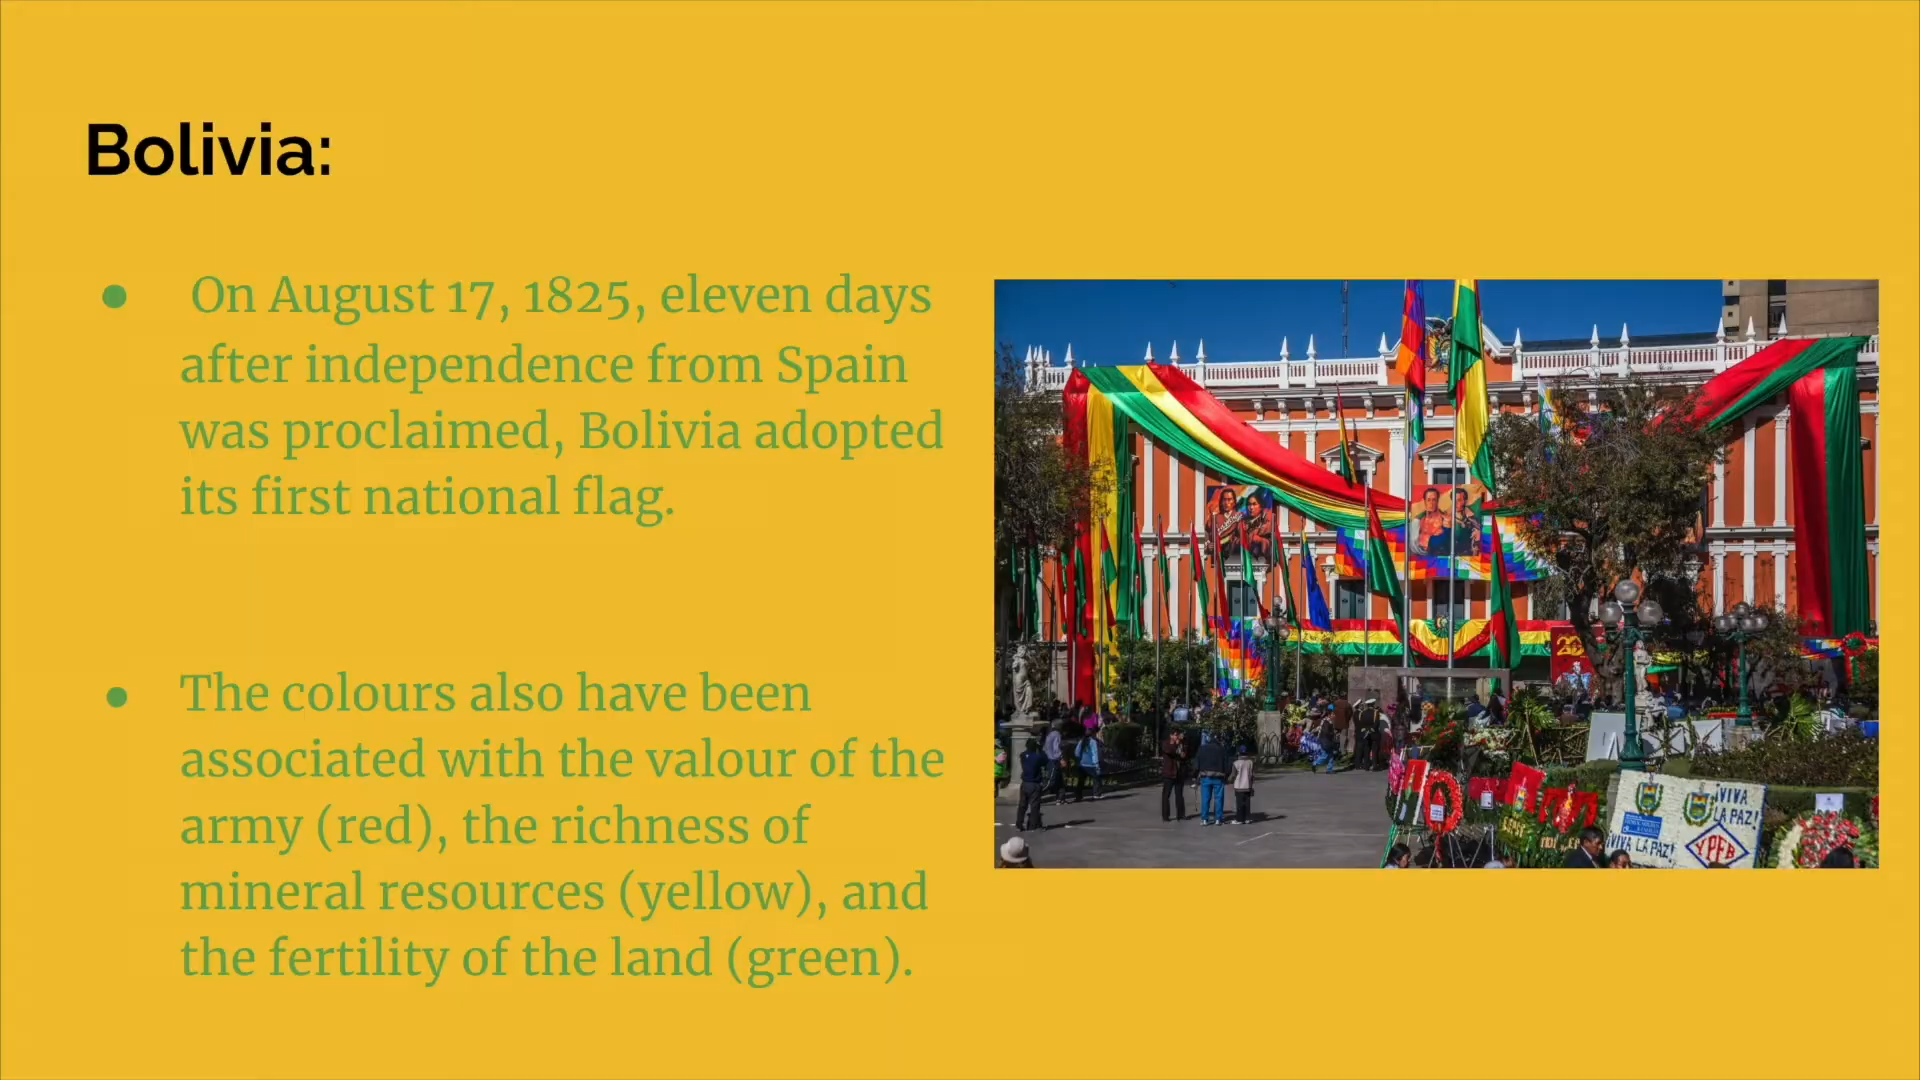 Bolivia:
● On August 17, 1825, eleven days
after independence from Spain
was proclaimed, Bolivia adopted
its first national flag.
● The colours also have been
associated with the valour of the
army (red), the richness of
mineral resources (yellow), and
the fertility of the land (green).
¡VIVA
LA PAZ!
¡VIVA LA PAZ!
YPFB